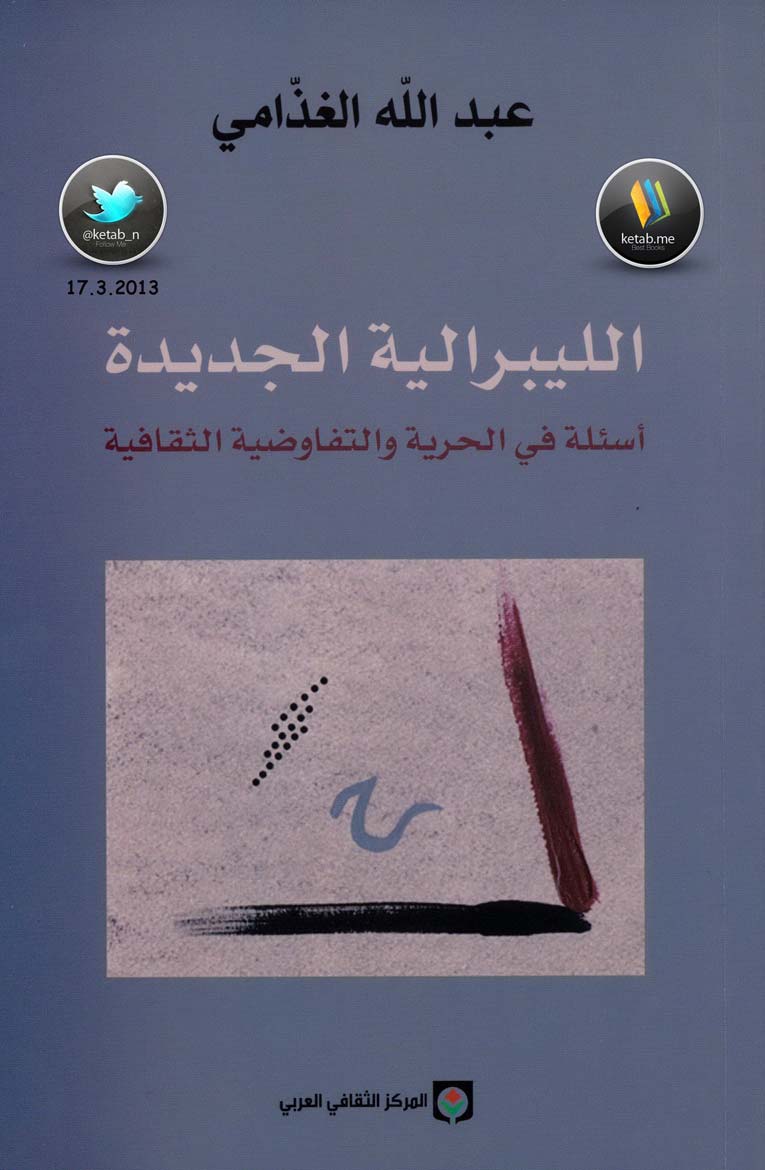 عبد الله الغذّامي
@ketab_n
Follow Me
ketab.me
Best Books
17.3.2013
الليبرالية الجديدة
أسئلة في الحرية والتفاوضية الثقافية
المركز الثقافي العربي